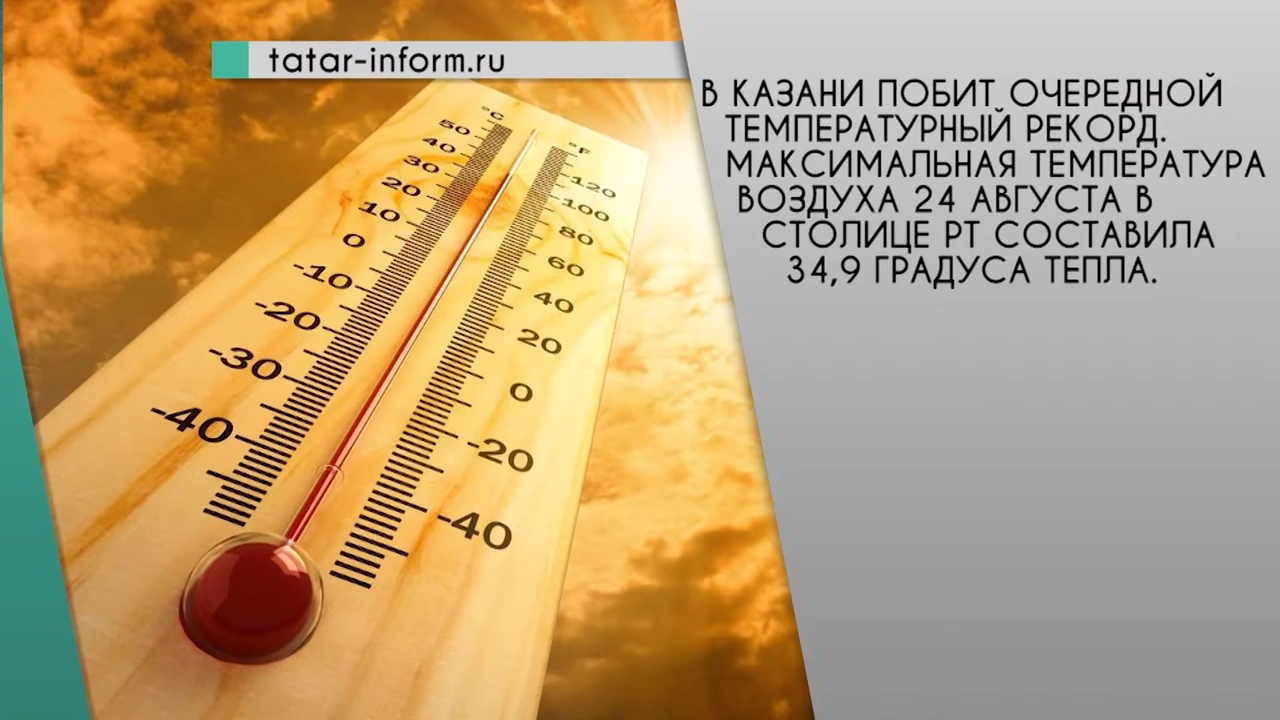 tatar-inform.ru
В КАЗАНИ ПОБИТ ОЧЕРЕДНОЙ
ТЕМПЕРАТУРНЫЙ РЕКОРД.
МАКСИМАЛЬНАЯ ТЕМПЕРАТУРА
ВОЗДУХА 24 АВГУСТА В
СТОЛИЦЕ РТ СОСТАВИЛА
34,9 ГРАДУСА ТЕПЛА.
°C
50
40
30
20
10
0
-10
-20
-30
-40
°F
120
100
80
60
40
20
0
-20
-40